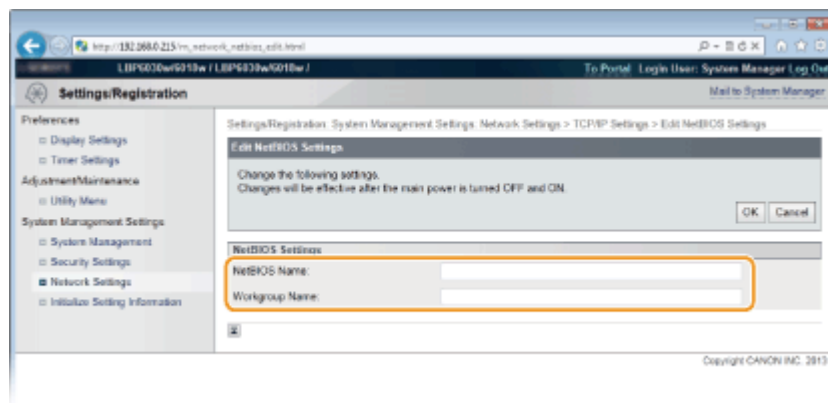 http://192.168.0.215/m_network_netbios_edit.html
LBP6030w/6018w / LBP6030w/6018w /
To Portal Login User: System Manager Log Out
Settings/Registration
Mail to System Manager
Preferences
Display Settings
Timer Settings
Adjustment/Maintenance
Utility Menu
System Management Settings
System Management
Security Settings
Network Settings
Initialize Setting Information
Settings/Registration: System Management Settings: Network Settings > TCP/IP Settings > Edit NetBIOS Settings
Edit NetBIOS Settings
Change the following settings.
Changes will be effective after the main power is turned OFF and ON.
OK Cancel
NetBIOS Settings
NetBIOS Name:
Workgroup Name:
Copyright CANON INC. 2013